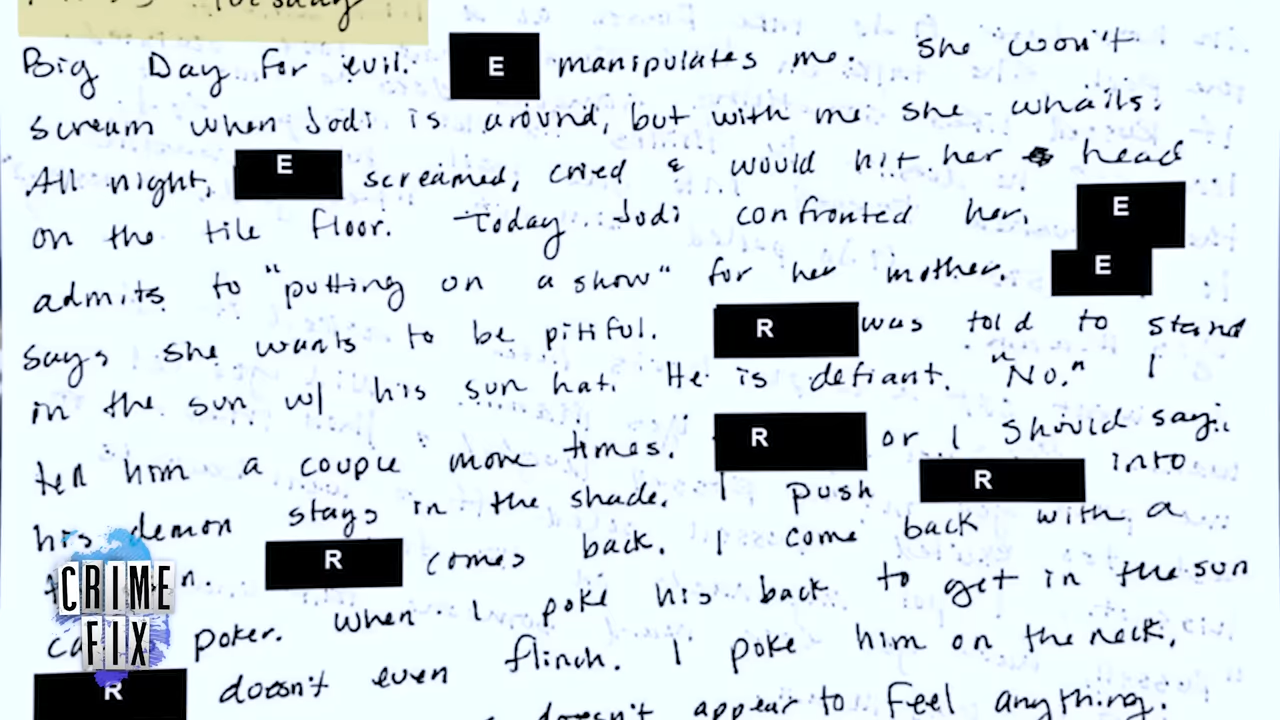 Tuesday
Big Day for evil. E manipulates me. She won't
scream when Jodi is around, but with me she whails.
All night, E screamed, cried & would hit her head
on the tile floor. Today Jodi confronted her. E
admits to "putting on a show" for her mother. E
says she wants to be pitiful. R was told to stand
in the sun w/ his sun hat. He is defiant. "No." I
tell him a couple more times. R or I should say,
his demon stays in the shade. I push R into
R comes back. I come back with a
poker. When I poke his back to get in the sun
R doesn't even flinch. I poke him on the neck.
doesn't appear to feel anything.
CRIME
FIX